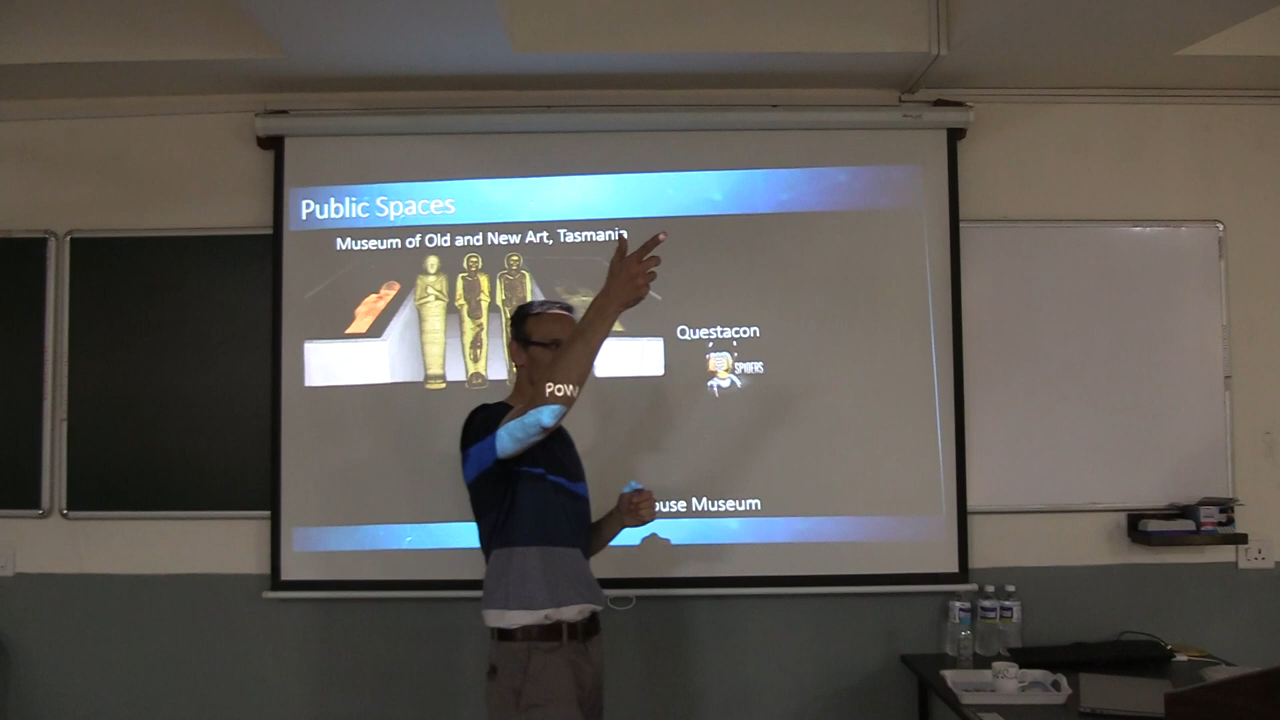 Public Spaces
Museum of Old and New Art, Tasmania
Questacon
SPIDERS
Pow
ouse Museum